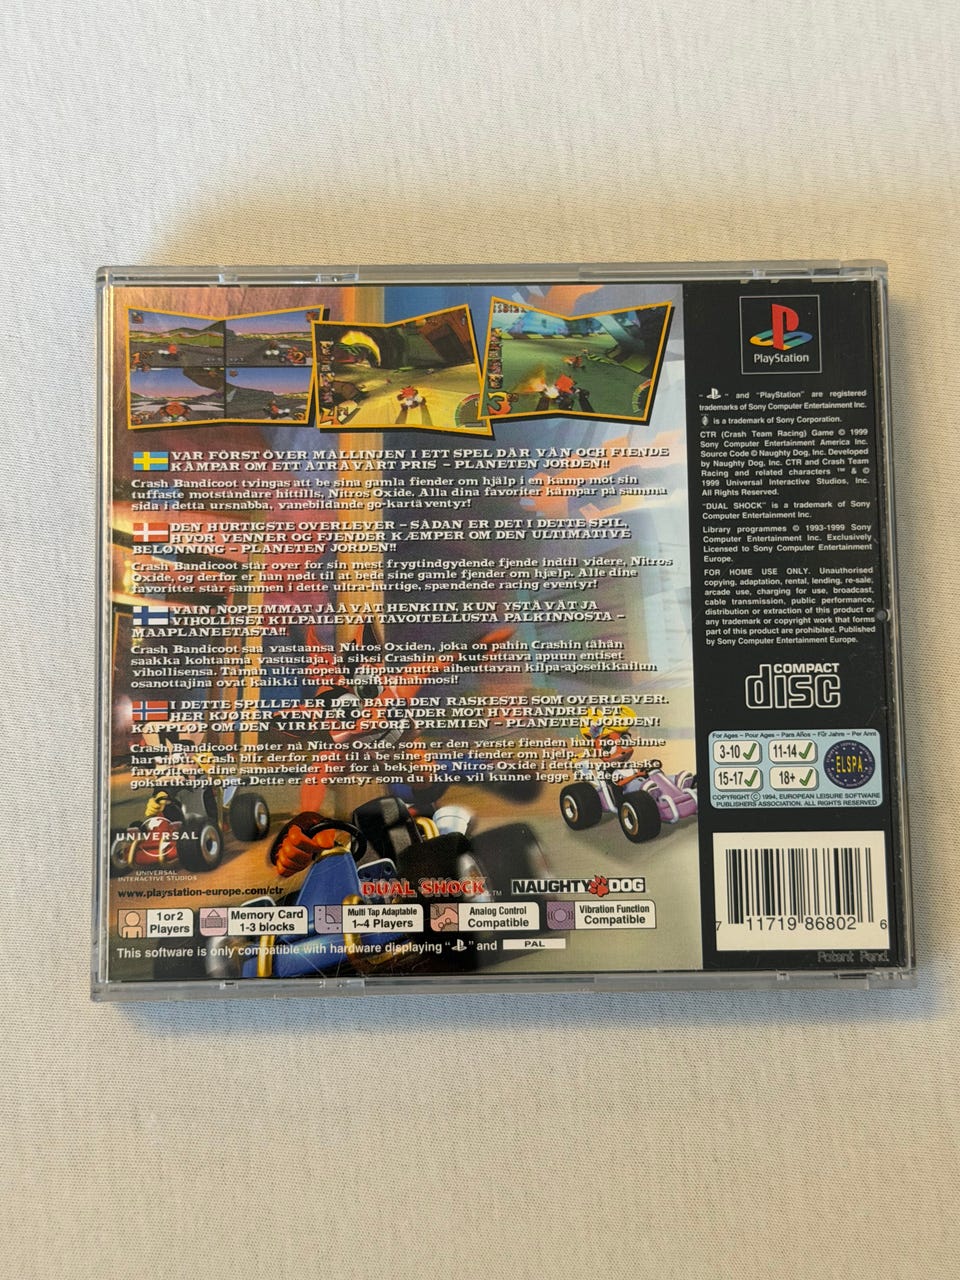 VAR FÖRST ÖVER MÅLLINJEN I ETT SPEL DÄR VÄN OCH FIENDE
KÄMPAR OM ETT ÅTRÅVÄRT PRIS – PLANETEN JORDEN!!
Crash Bandicoot tvingas att be sina gamla fiender om hjälp i en kamp mot sin
tuffaste motståndare hittills, Nitros Oxide. Alla dina favoriter kämpar på samma
sida i detta ursnabba, vanebildande go-kartäventyr!
DEN HURTIGSTE OVERLEVER – SÅDAN ER DET I DETTE SPIL,
HVOR VENNER OG FJENDER KÆMPER OM DEN ULTIMATIVE
BELØNNING – PLANETEN JORDEN!!
Crash Bandicoot står over for sin mest frygtindgydende fjende indtil videre, Nitros
Oxide, og derfor er han nødt til at bede sine gamle fjender om hjælp. Alle dine
favoritter står sammen i dette ultra-hurtige, spændende racing eventyr!
VAIN NOPEIMMAT JÄÄVÄT HENKIIN, KUN YSTÄVÄT JA
VIHOLLISET KILPAILEVAT TAVOITELLUSTA PALKINNOSTA –
MAAPLANEETASTA!!
Crash Bandicoot saa vastaansa Nitros Oxiden, joka on pahin Crashin tähän
saakka kohtaama vastustaja, ja siksi Crashin on kutsuttava apuun entiset
vihollisensa. Tämän ultranopean riippuvuutta aiheuttavan kilpa-ajoseikkailun
osanottajina ovat kaikki tutut suosikkihahmosi!
I DETTE SPILLET ER DET BARE DEN RASKESTE SOM OVERLEVER.
HER KJØRER VENNER OG FIENDER MOT HVERANDRE I ET
KAPPLØP OM DEN VIRKELIG STORE PREMIEN – PLANETEN JORDEN!
Crash Bandicoot møter nå Nitros Oxide, som er den verste fienden han noensinne
har møtt. Crash blir derfor nødt til å be sine gamle fiender om hjelp. Alle
favorittene dine samarbeider her for å bekjempe Nitros Oxide i dette hyperraske
gokartkappløpet. Dette er et eventyr som du ikke vil kunne legge fra deg.
UNIVERSAL
UNIVERSAL
INTERACTIVE STUDIOS
www.playstation-europe.com/ctr
DUAL SHOCK™
NAUGHTY DOG
1 or 2
Players
Memory Card
1-3 blocks
Multi Tap Adaptable
1~4 Players
Analog Control
Compatible
Vibration Function
Compatible
This software is only compatible with hardware displaying " " and PAL
PlayStation
" " and "PlayStation" are registered
trademarks of Sony Computer Entertainment Inc.
is a trademark of Sony Corporation.
CTR (Crash Team Racing) Game © 1999
Sony Computer Entertainment America Inc.
Source Code © Naughty Dog, Inc. Developed
by Naughty Dog, Inc. CTR and Crash Team
Racing and related characters ™ & ©
1999 Universal Interactive Studios, Inc.
All Rights Reserved.
"DUAL SHOCK" is a trademark of Sony
Computer Entertainment Inc.
Library programmes © 1993-1999 Sony
Computer Entertainment Inc. Exclusively
Licensed to Sony Computer Entertainment
Europe.
FOR HOME USE ONLY. Unauthorised
copying, adaptation, rental, lending, re-sale,
arcade use, charging for use, broadcast,
cable transmission, public performance,
distribution or extraction of this product or
any trademark or copyright work that forms
part of this product are prohibited. Published
by Sony Computer Entertainment Europe.
COMPACT
disc
For Ages – Pour Ages – Para Años – Für Jahre – Per Anni
3-10 11-14
15-17 18+
ELSPA
COPYRIGHT © 1994, EUROPEAN LEISURE SOFTWARE
PUBLISHERS ASSOCIATION. ALL RIGHTS RESERVED
7 11719 86802 6
Patent Pend.